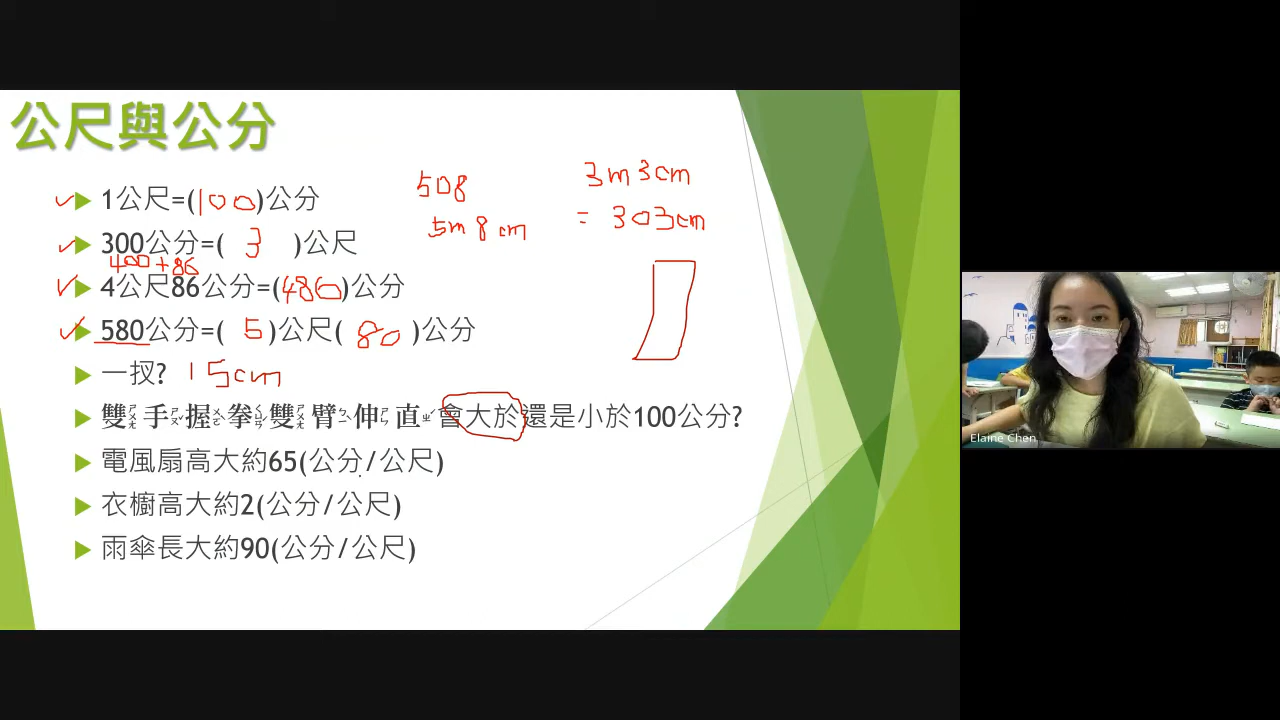 公尺與公分
1公尺=(100)公分
300公分=( 3 )公尺
400+86
4公尺86公分=(486)公分
580公分=( 5 )公尺( 80 )公分
一扠? 15cm
雙手握拳雙臂伸直會大於還是小於100公分?
電風扇高大約65(公分/公尺)
衣櫥高大約2(公分/公尺)
雨傘長大約90(公分/公尺)
508
5m 8cm
3m3cm
= 303cm
Elaine Chen